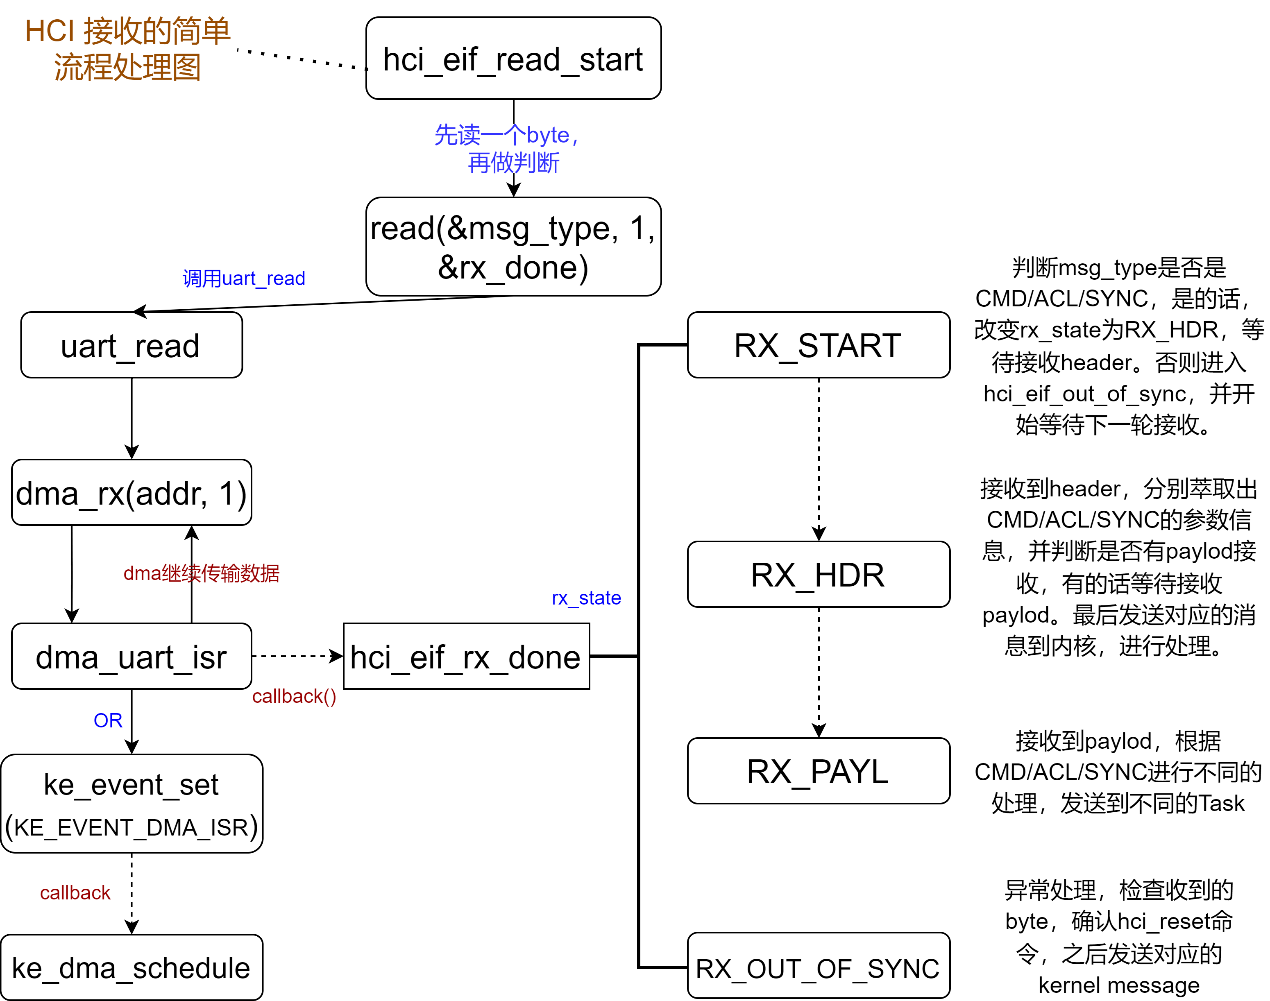 HCI 接收的简单
流程处理图
hci_eif_read_start
先读一个byte，
再做判断
read(&msg_type, 1,
&rx_done)
调用uart_read
uart_read
dma_rx(addr, 1)
dma继续传输数据
dma_uart_isr
callback()
hci_eif_rx_done
rx_state
OR
ke_event_set
(KE_EVENT_DMA_ISR)
callback
ke_dma_schedule
RX_START
判断msg_type是否是
CMD/ACL/SYNC，是的话，
改变rx_state为RX_HDR，等
待接收header。否则进入
hci_eif_out_of_sync，并开
始等待下一轮接收。
RX_HDR
接收到header，分别萃取出
CMD/ACL/SYNC的参数信
息，并判断是否有paylod接
收，有的话等待接收
paylod。最后发送对应的消
息到内核，进行处理。
RX_PAYL
接收到paylod，根据
CMD/ACL/SYNC进行不同的
处理，发送到不同的Task
RX_OUT_OF_SYNC
异常处理，检查收到的
byte，确认hci_reset命
令，之后发送对应的
kernel message